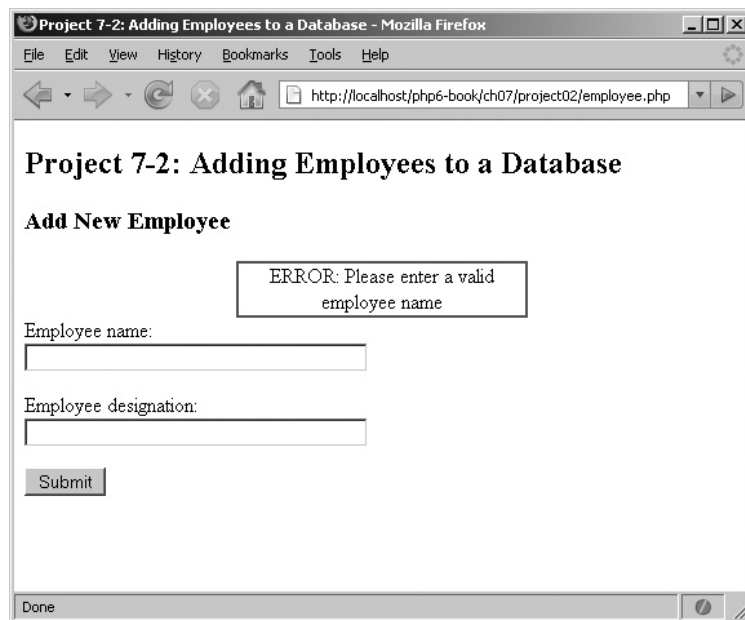 Project 7-2: Adding Employees to a Database - Mozilla Firefox
File Edit View History Bookmarks Tools Help
http://localhost/php6-book/ch07/project02/employee.php
Project 7-2: Adding Employees to a Database
Add New Employee
ERROR: Please enter a valid
employee name
Employee name:
Employee designation:
Submit
Done